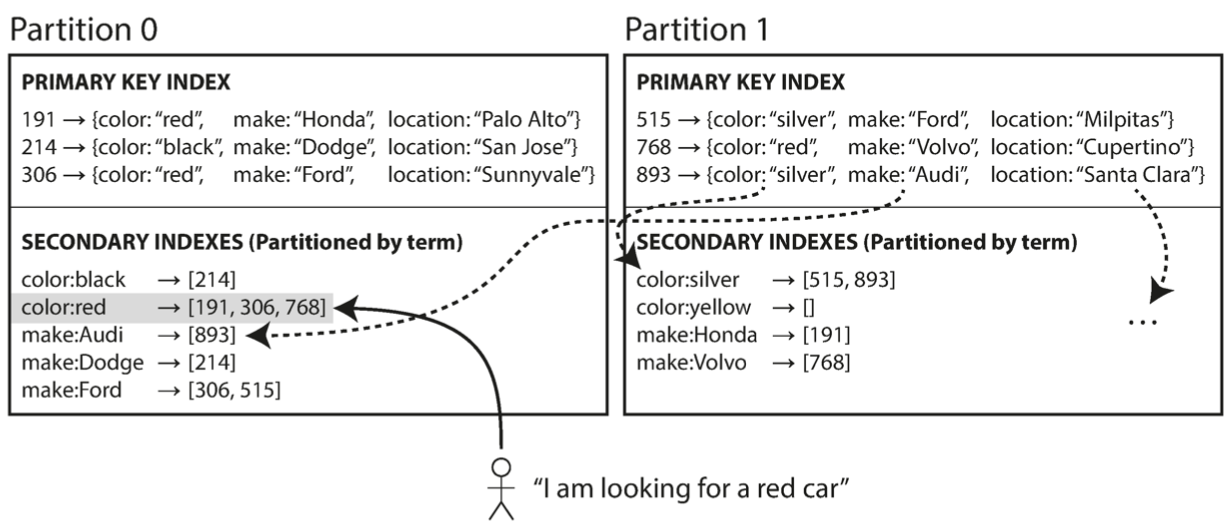 Partition 0
PRIMARY KEY INDEX
191 → {color: “red”, make: “Honda”, location: “Palo Alto”}
214 → {color: “black”, make: “Dodge”, location: “San Jose”}
306 → {color: “red”, make: “Ford”, location: “Sunnyvale”}
SECONDARY INDEXES (Partitioned by term)
color:black → [214]
color:red → [191, 306, 768]
make:Audi → [893]
make:Dodge → [214]
make:Ford → [306, 515]
Partition 1
PRIMARY KEY INDEX
515 → {color: “silver”, make: “Ford”, location: “Milpitas”}
768 → {color: “red”, make: “Volvo”, location: “Cupertino”}
893 → {color: “silver”, make: “Audi”, location: “Santa Clara”}
SECONDARY INDEXES (Partitioned by term)
color:silver → [515, 893]
color:yellow → []
make:Honda → [191]
make:Volvo → [768]
...
“I am looking for a red car”